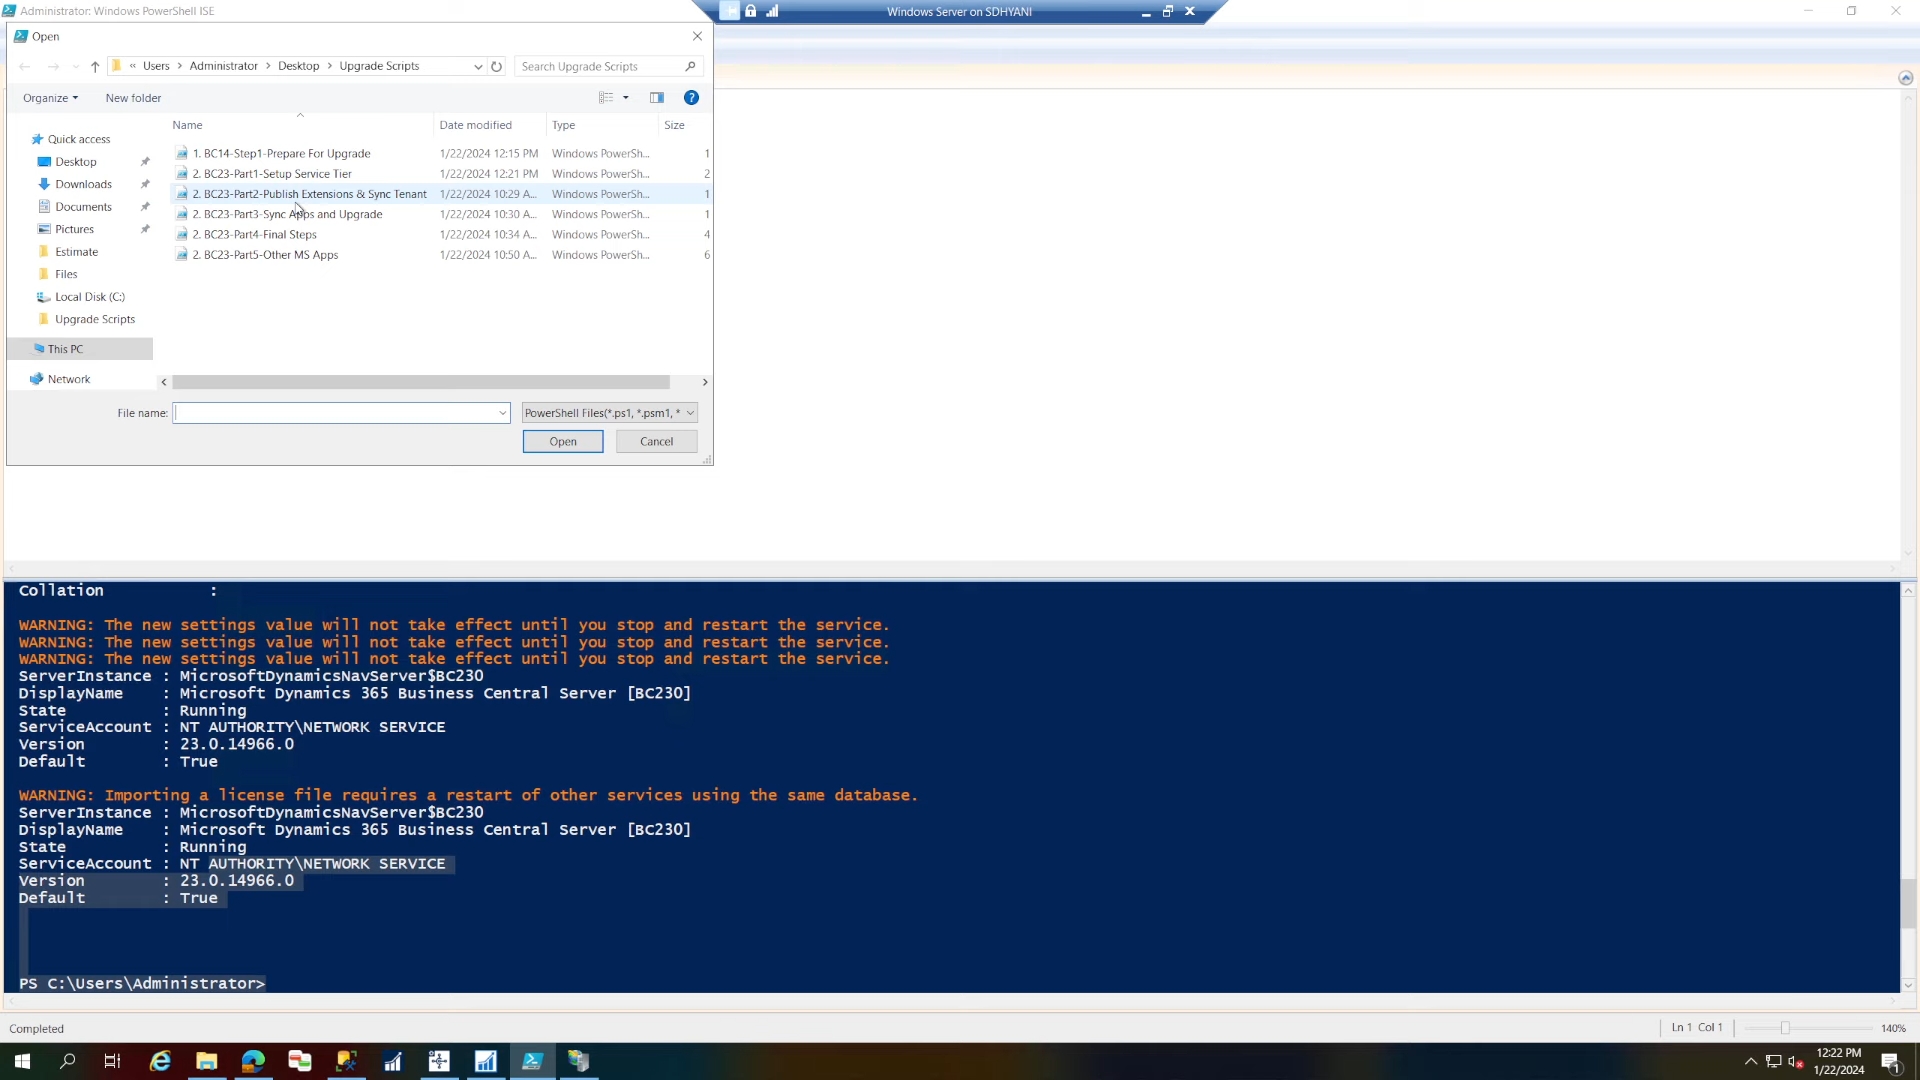 Administrator: Windows PowerShell ISE
Windows Server on SDHYANI
Open
« Users > Administrator > Desktop > Upgrade Scripts
Search Upgrade Scripts
Organize
New folder
Name
Date modified
Type
Size
Quick access
Desktop
Downloads
Documents
Pictures
Estimate
Files
Local Disk (C:)
Upgrade Scripts
This PC
Network
1. BC14-Step1-Prepare For Upgrade 1/22/2024 12:15 PM Windows PowerSh... 1
2. BC23-Part1-Setup Service Tier 1/22/2024 12:21 PM Windows PowerSh... 2
2. BC23-Part2-Publish Extensions & Sync Tenant 1/22/2024 10:29 A... Windows PowerSh... 1
2. BC23-Part3-Sync Apps and Upgrade 1/22/2024 10:30 A... Windows PowerSh... 1
2. BC23-Part4-Final Steps 1/22/2024 10:34 A... Windows PowerSh... 4
2. BC23-Part5-Other MS Apps 1/22/2024 10:50 A... Windows PowerSh... 6
File name:
PowerShell Files(*.ps1, *.psm1, *
Open
Cancel
Collation :
WARNING: The new settings value will not take effect until you stop and restart the service.
WARNING: The new settings value will not take effect until you stop and restart the service.
WARNING: The new settings value will not take effect until you stop and restart the service.
ServerInstance : MicrosoftDynamicsNavServer$BC230
DisplayName : Microsoft Dynamics 365 Business Central Server [BC230]
State : Running
ServiceAccount : NT AUTHORITY\NETWORK SERVICE
Version : 23.0.14966.0
Default : True
WARNING: Importing a license file requires a restart of other services using the same database.
ServerInstance : MicrosoftDynamicsNavServer$BC230
DisplayName : Microsoft Dynamics 365 Business Central Server [BC230]
State : Running
ServiceAccount : NT AUTHORITY\NETWORK SERVICE
Version : 23.0.14966.0
Default : True
PS C:\Users\Administrator>
Completed
Ln 1 Col 1
140%
12:22 PM
1/22/2024
1